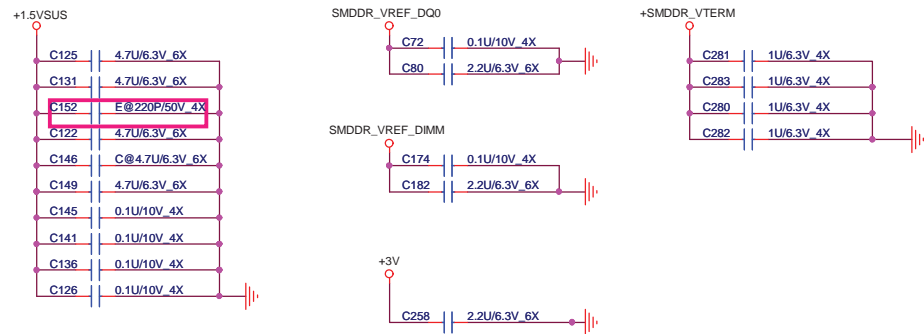 +1.5VSUS
C125 4.7U/6.3V_6X
C131 4.7U/6.3V_6X
C152 E@220P/50V_4X
C122 4.7U/6.3V_6X
C146 C@4.7U/6.3V_6X
C149 4.7U/6.3V_6X
C145 0.1U/10V_4X
C141 0.1U/10V_4X
C136 0.1U/10V_4X
C126 0.1U/10V_4X
SMDDR_VREF_DQ0
C72 0.1U/10V_4X
C80 2.2U/6.3V_6X
SMDDR_VREF_DIMM
C174 0.1U/10V_4X
C182 2.2U/6.3V_6X
+3V
C258 2.2U/6.3V_6X
+SMDDR_VTERM
C281 1U/6.3V_4X
C283 1U/6.3V_4X
C280 1U/6.3V_4X
C282 1U/6.3V_4X